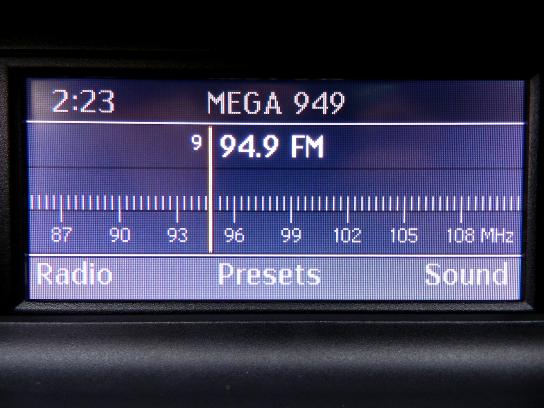 2:23 MEGA 949
9 94.9 FM
87 90 93 96 99 102 105 108 MHz
Radio Presets Sound